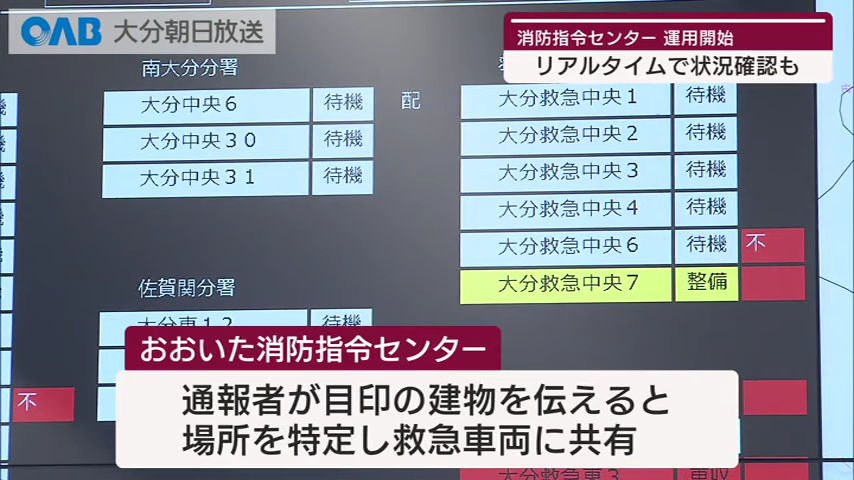 OAB 大分朝日放送
消防指令センター 運用開始
リアルタイムで状況確認も
南大分分署
大分中央6 待機
大分中央30 待機
大分中央31 待機
配
大分救急中央1 待機
大分救急中央2 待機
大分救急中央3 待機
大分救急中央4 待機
大分救急中央6 待機 不
大分救急中央7 整備
佐賀関分署
待機
不
おおいた消防指令センター
通報者が目印の建物を伝えると
場所を特定し救急車両に共有